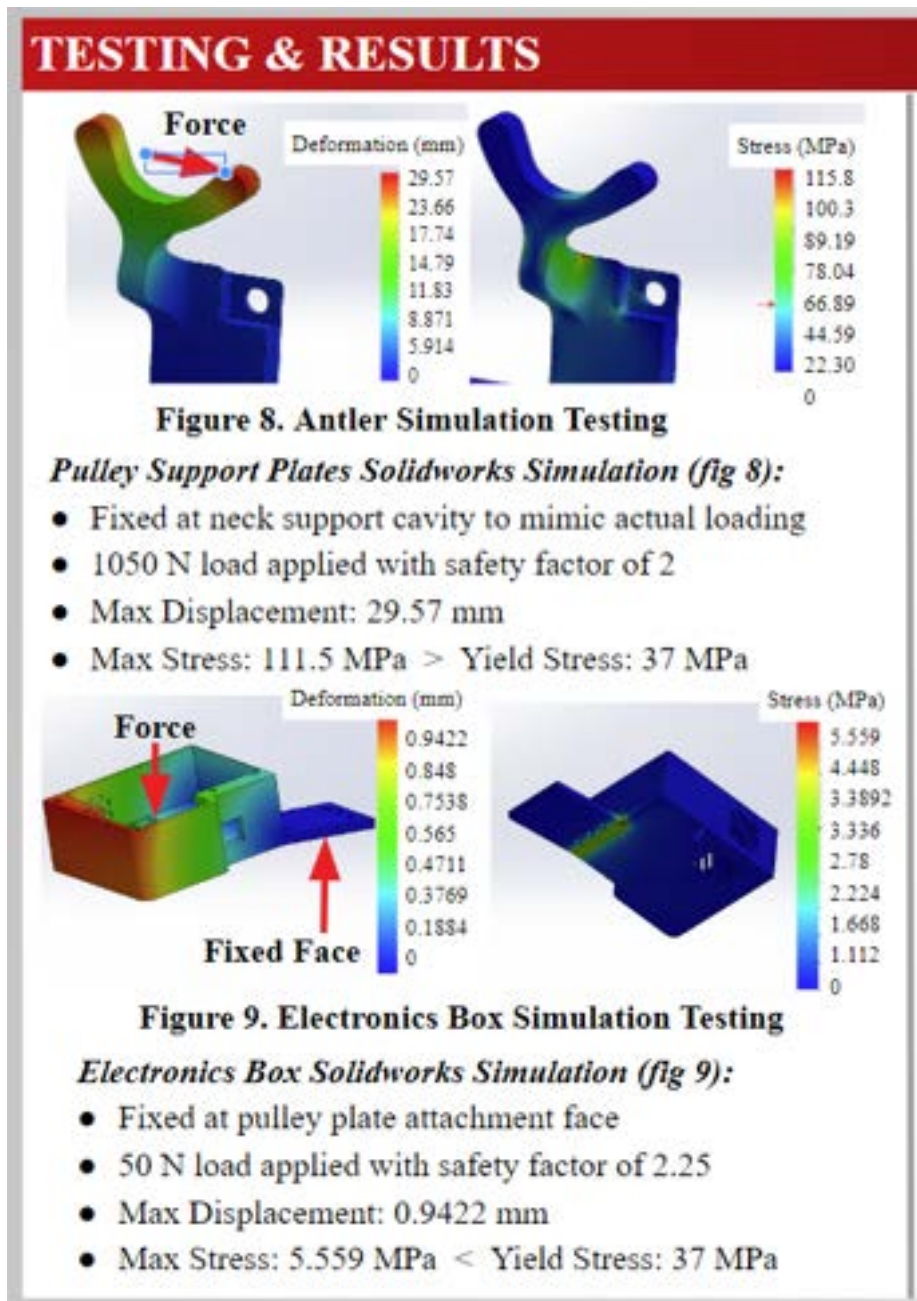 TESTING & RESULTS
Force
Deformation (mm)
29.57
23.66
17.74
14.79
11.83
8.871
5.914
0
Stress (MPa)
115.8
100.3
89.19
78.04
66.89
44.59
22.30
0
Figure 8. Antler Simulation Testing
Pulley Support Plates Solidworks Simulation (fig 8):
● Fixed at neck support cavity to mimic actual loading
● 1050 N load applied with safety factor of 2
● Max Displacement: 29.57 mm
● Max Stress: 111.5 MPa > Yield Stress: 37 MPa
Force
Fixed Face
Deformation (mm)
0.9422
0.848
0.7538
0.565
0.4711
0.3769
0.1884
0
Stress (MPa)
5.559
4.448
3.3892
3.336
2.78
2.224
1.668
1.112
0
Figure 9. Electronics Box Simulation Testing
Electronics Box Solidworks Simulation (fig 9):
● Fixed at pulley plate attachment face
● 50 N load applied with safety factor of 2.25
● Max Displacement: 0.9422 mm
● Max Stress: 5.559 MPa < Yield Stress: 37 MPa